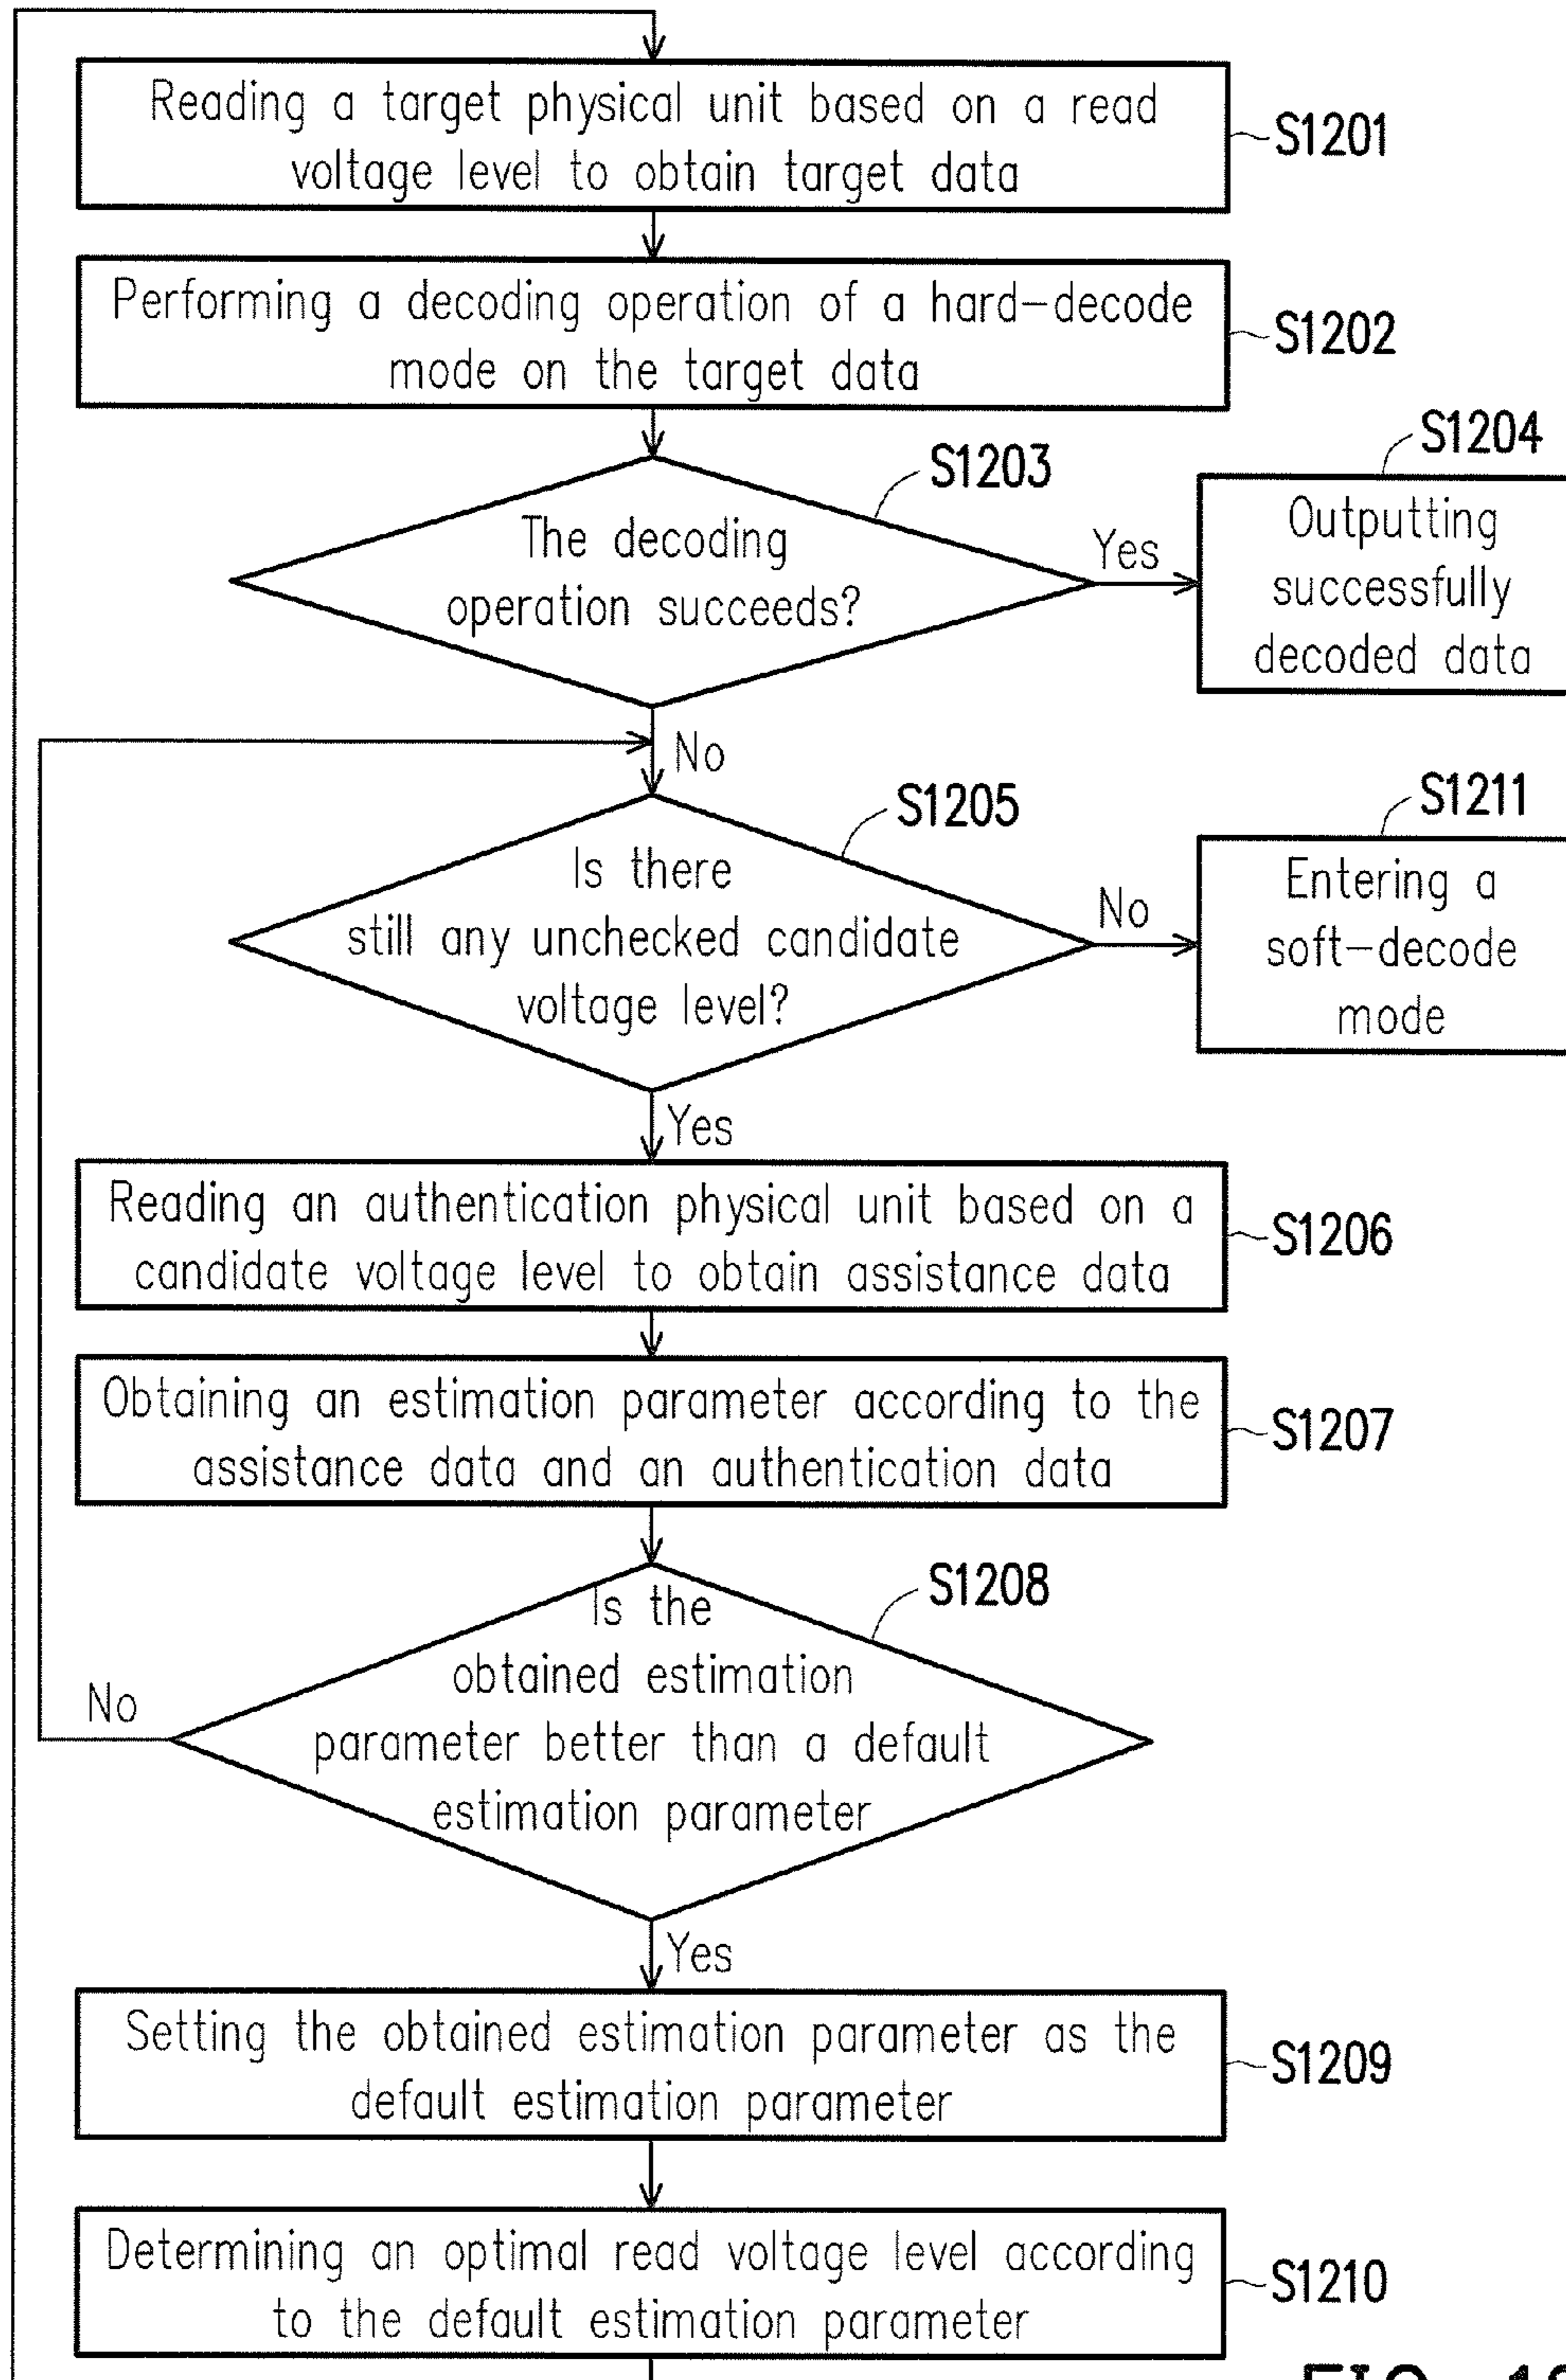 Reading a target physical unit based on a read
voltage level to obtain target data
S1201
Performing a decoding operation of a hard-decode
mode on the target data
S1202
S1203
The decoding
operation succeeds?
Yes
S1204
Outputting
successfully
decoded data
No
S1205
Is there
still any unchecked candidate
voltage level?
No
S1211
Entering a
soft-decode
mode
Yes
Reading an authentication physical unit based on a
candidate voltage level to obtain assistance data
S1206
Obtaining an estimation parameter according to the
assistance data and an authentication data
S1207
S1208
Is the
obtained estimation
parameter better than a default
estimation parameter
No
Yes
Setting the obtained estimation parameter as the
default estimation parameter
S1209
Determining an optimal read voltage level according
to the default estimation parameter
S1210